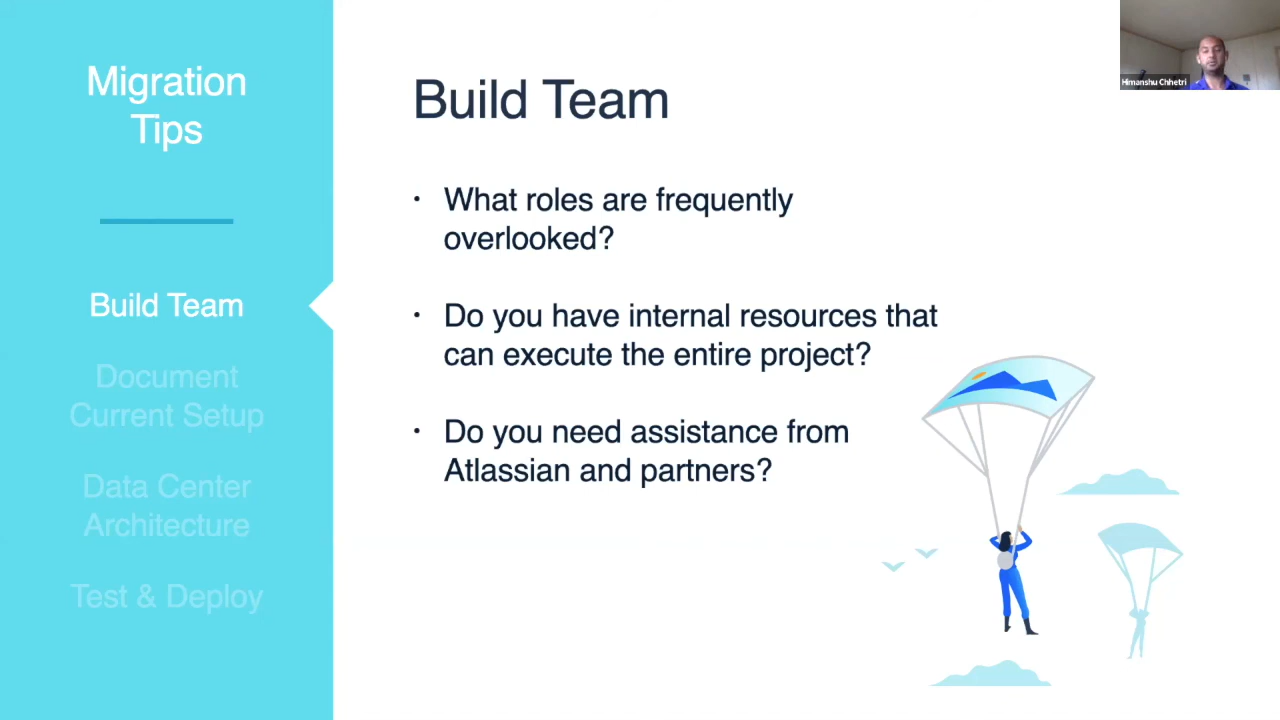 Migration
Tips
Build Team
Document
Current Setup
Data Center
Architecture
Test & Deploy
Build Team
• What roles are frequently
overlooked?
• Do you have internal resources that
can execute the entire project?
• Do you need assistance from
Atlassian and partners?
Himanshu Chhetri